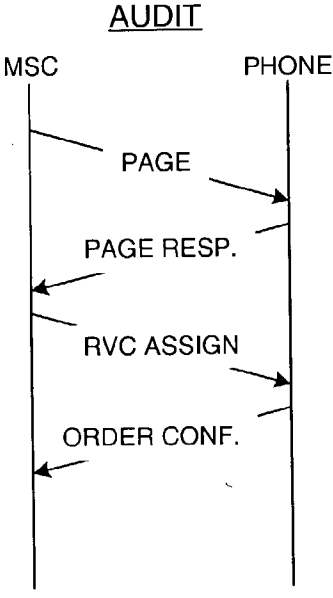 AUDIT
MSC
PHONE
PAGE
PAGE RESP.
RVC ASSIGN
ORDER CONF.